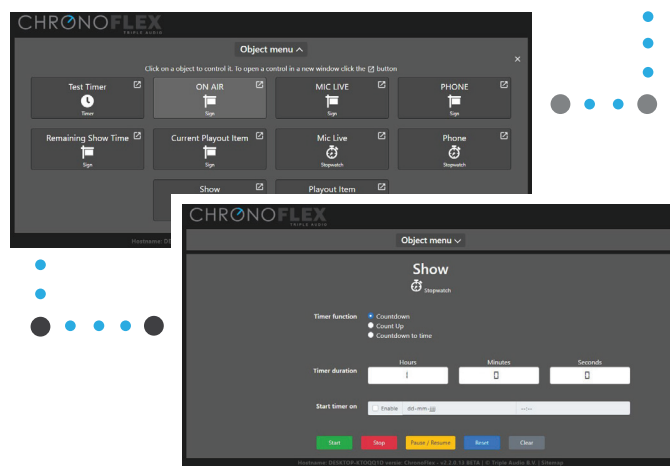 CHRONOFLEX
TRIPLE AUDIO
Object menu
Click on a object to control it. To open a control in a new window click the button
Test Timer
Timer
ON AIR
Sign
MIC LIVE
Sign
PHONE
Sign
Remaining Show Time
Sign
Current Playout Item
Sign
Mic Live
Stopwatch
Phone
Stopwatch
Show
Playout Item
Hostname: DES
CHRONOFLEX
TRIPLE AUDIO
Object menu
Show
Stopwatch
Timer function
Countdown
Count Up
Countdown to time
Hours Minutes Seconds
Timer duration
Start timer on Enable dd-mm-jjjj --:--
Start Stop Pause / Resume Reset Clear